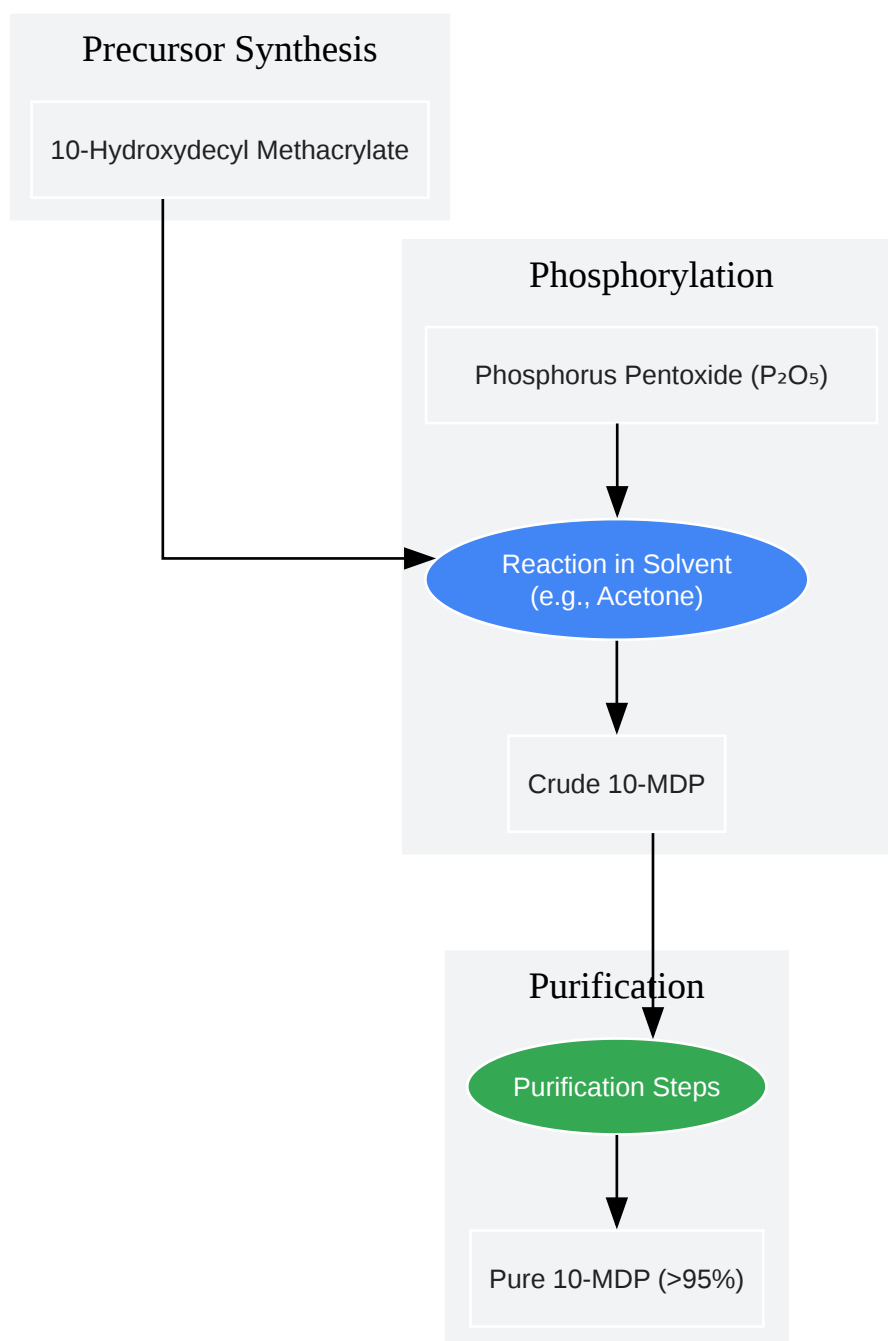 Precursor Synthesis
10-Hydroxydecyl Methacrylate
Phosphorylation
Phosphorus Pentoxide (P₂O₅)
Reaction in Solvent
(e.g., Acetone)
Crude 10-MDP
Purification
Purification Steps
Pure 10-MDP (>95%)